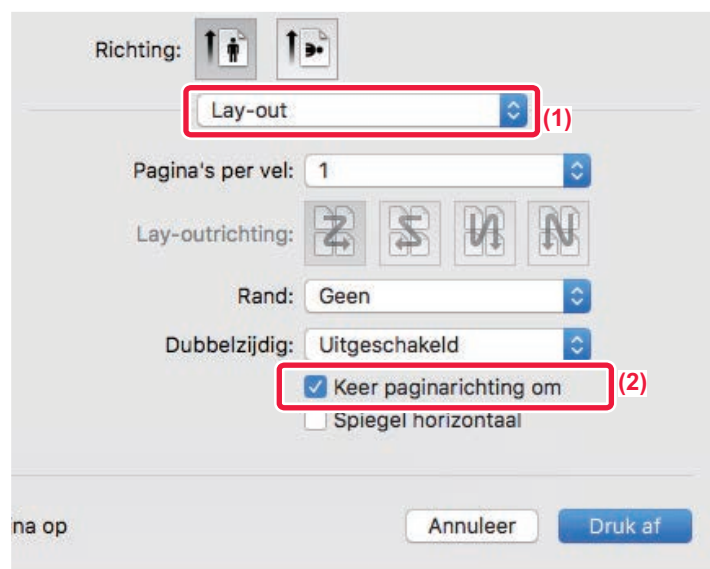 Richting:
Lay-out
(1)
Pagina's per vel: 1
Lay-outrichting:
Rand: Geen
Dubbelzijdig: Uitgeschakeld
Keer paginarichting om
(2)
Spiegel horizontaal
na op
Annuleer
Druk af